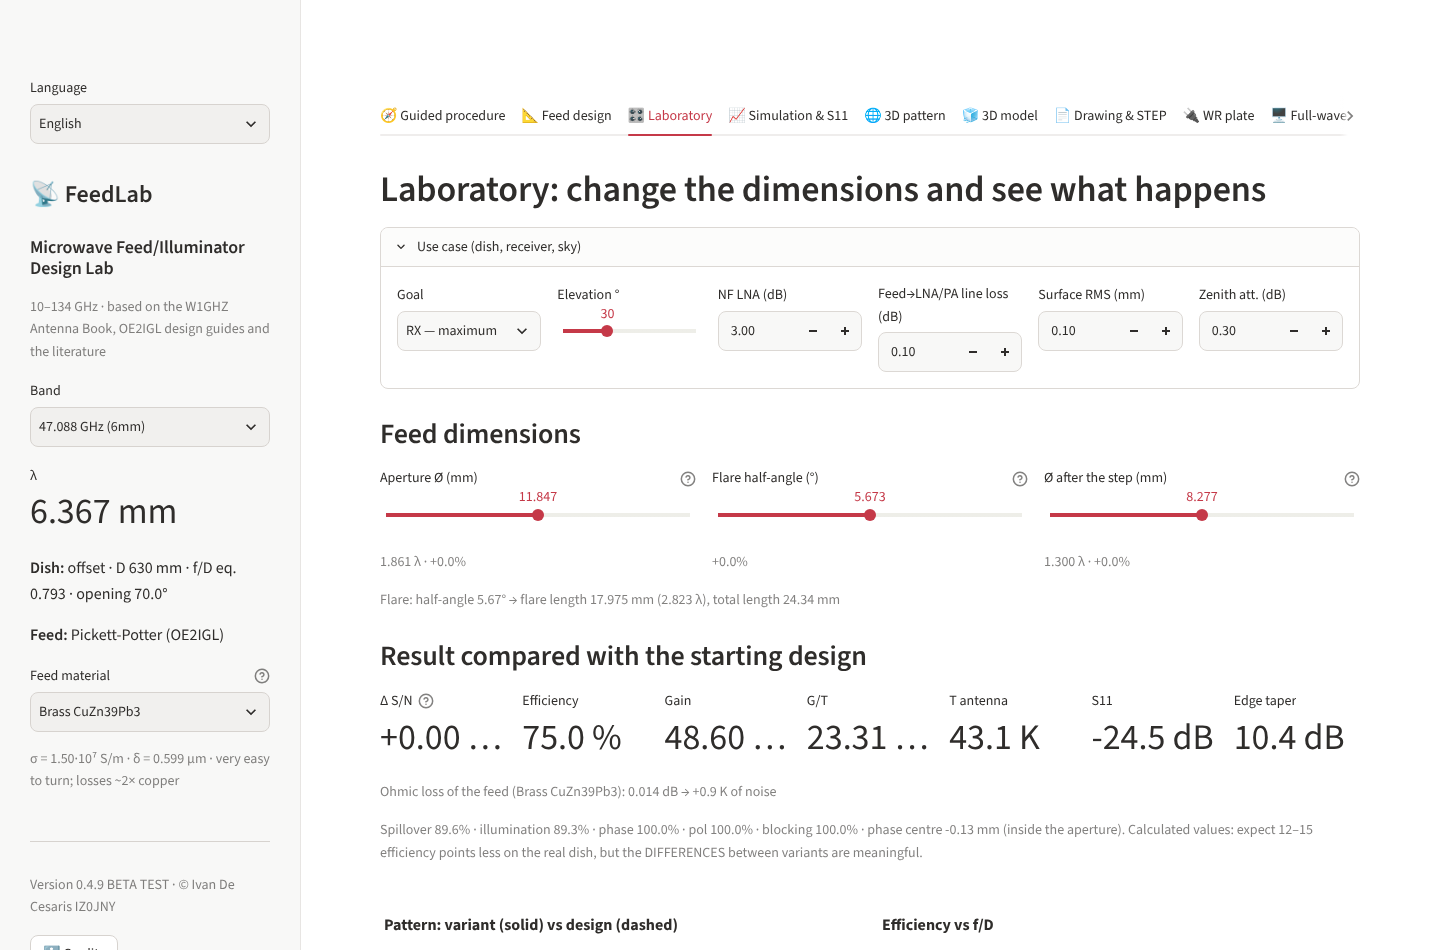 Language
English
📡 FeedLab
Microwave Feed/Illuminator
Design Lab
10–134 GHz · based on the W1GHZ
Antenna Book, OE2IGL design guides and
the literature
Band
47.088 GHz (6mm)
λ
6.367 mm
Dish: offset · D 630 mm · f/D eq.
0.793 · opening 70.0°
Feed: Pickett-Potter (OE2IGL)
Feed material
Brass CuZn39Pb3
σ = 1.50·10⁷ S/m · δ = 0.599 µm · very easy
to turn; losses ~2× copper
Version 0.4.9 BETA TEST · © Ivan De
Cesaris IZ0JNY
🧭 Guided procedure 📐 Feed design 🎛️ Laboratory 📈 Simulation & S11 🌐 3D pattern 🧊 3D model 📄 Drawing & STEP 🔌 WR plate 🖥️ Full-wave
Laboratory: change the dimensions and see what happens
Use case (dish, receiver, sky)
Goal
RX — maximum
Elevation °
30
NF LNA (dB)
3.00
Feed→LNA/PA line loss
(dB)
0.10
Surface RMS (mm)
0.10
Zenith att. (dB)
0.30
Feed dimensions
Aperture Ø (mm)
11.847
1.861 λ · +0.0%
Flare half-angle (°)
5.673
+0.0%
Ø after the step (mm)
8.277
1.300 λ · +0.0%
Flare: half-angle 5.67° → flare length 17.975 mm (2.823 λ), total length 24.34 mm
Result compared with the starting design
Δ S/N
+0.00 …
Efficiency
75.0 %
Gain
48.60 …
G/T
23.31 …
T antenna
43.1 K
S11
-24.5 dB
Edge taper
10.4 dB
Ohmic loss of the feed (Brass CuZn39Pb3): 0.014 dB → +0.9 K of noise
Spillover 89.6% · illumination 89.3% · phase 100.0% · pol 100.0% · blocking 100.0% · phase centre -0.13 mm (inside the aperture). Calculated values: expect 12–15
efficiency points less on the real dish, but the DIFFERENCES between variants are meaningful.
Pattern: variant (solid) vs design (dashed)
Efficiency vs f/D